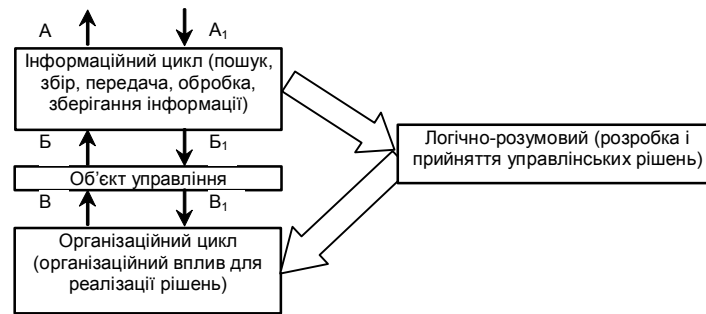 А
А₁
Інформаційний цикл (пошук,
збір, передача, обробка,
зберігання інформації)
Б
Б₁
Логічно-розумовий (розробка і
прийняття управлінських рішень)
Об’єкт управління
В
В₁
Організаційний цикл
(організаційний вплив для
реалізації рішень)